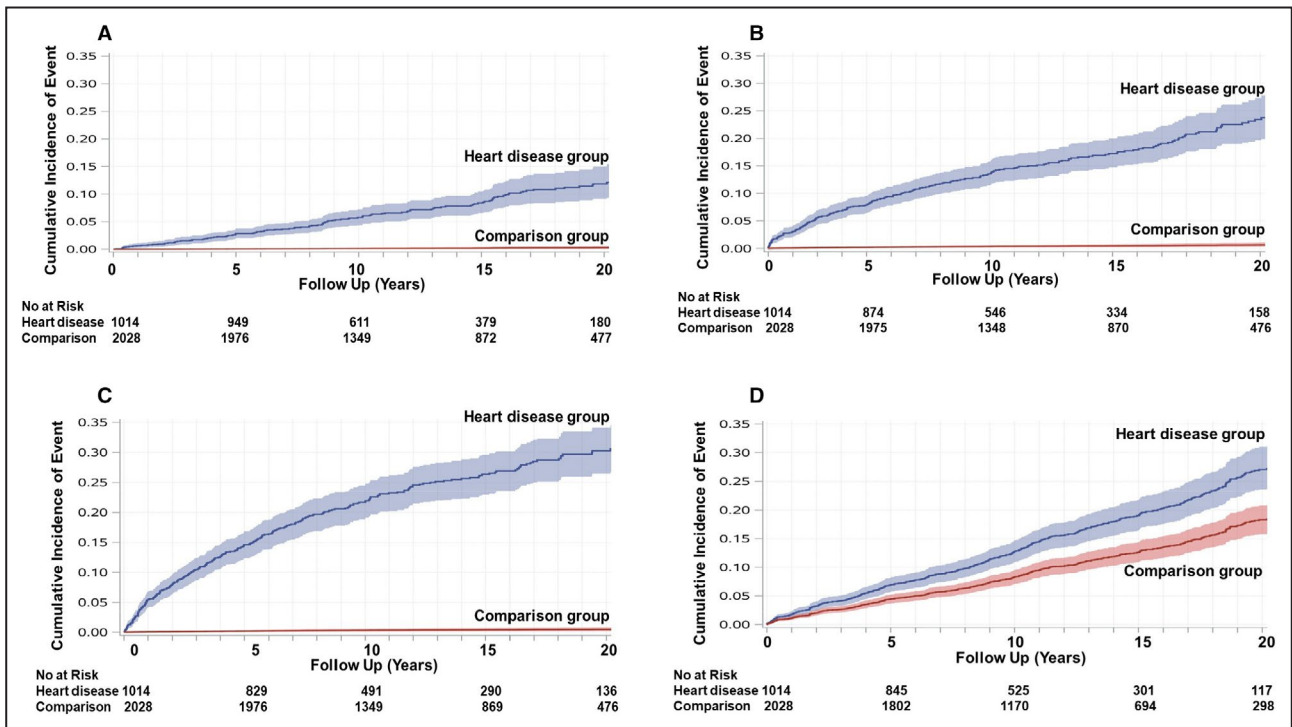 A
Cumulative Incidence of Event
0.35
0.30
0.25
0.20
0.15
0.10
0.05
0.00
Heart disease group
Comparison group
0 5 10 15 20
Follow Up (Years)
No at Risk
Heart disease 1014 949 611 379 180
Comparison 2028 1976 1349 872 477
B
Cumulative Incidence of Event
0.35
0.30
0.25
0.20
0.15
0.10
0.05
0.00
Heart disease group
Comparison group
0 5 10 15 20
Follow Up (Years)
No at Risk
Heart disease 1014 874 546 334 158
Comparison 2028 1975 1348 870 476
C
Cumulative Incidence of Event
0.35
0.30
0.25
0.20
0.15
0.10
0.05
0.00
Heart disease group
Comparison group
0 5 10 15 20
Follow Up (Years)
No at Risk
Heart disease 1014 829 491 290 136
Comparison 2028 1976 1349 869 476
D
Cumulative Incidence of Event
0.35
0.30
0.25
0.20
0.15
0.10
0.05
0.00
Heart disease group
Comparison group
0 5 10 15 20
Follow Up (Years)
No at Risk
Heart disease 1014 845 525 301 117
Comparison 2028 1802 1170 694 298